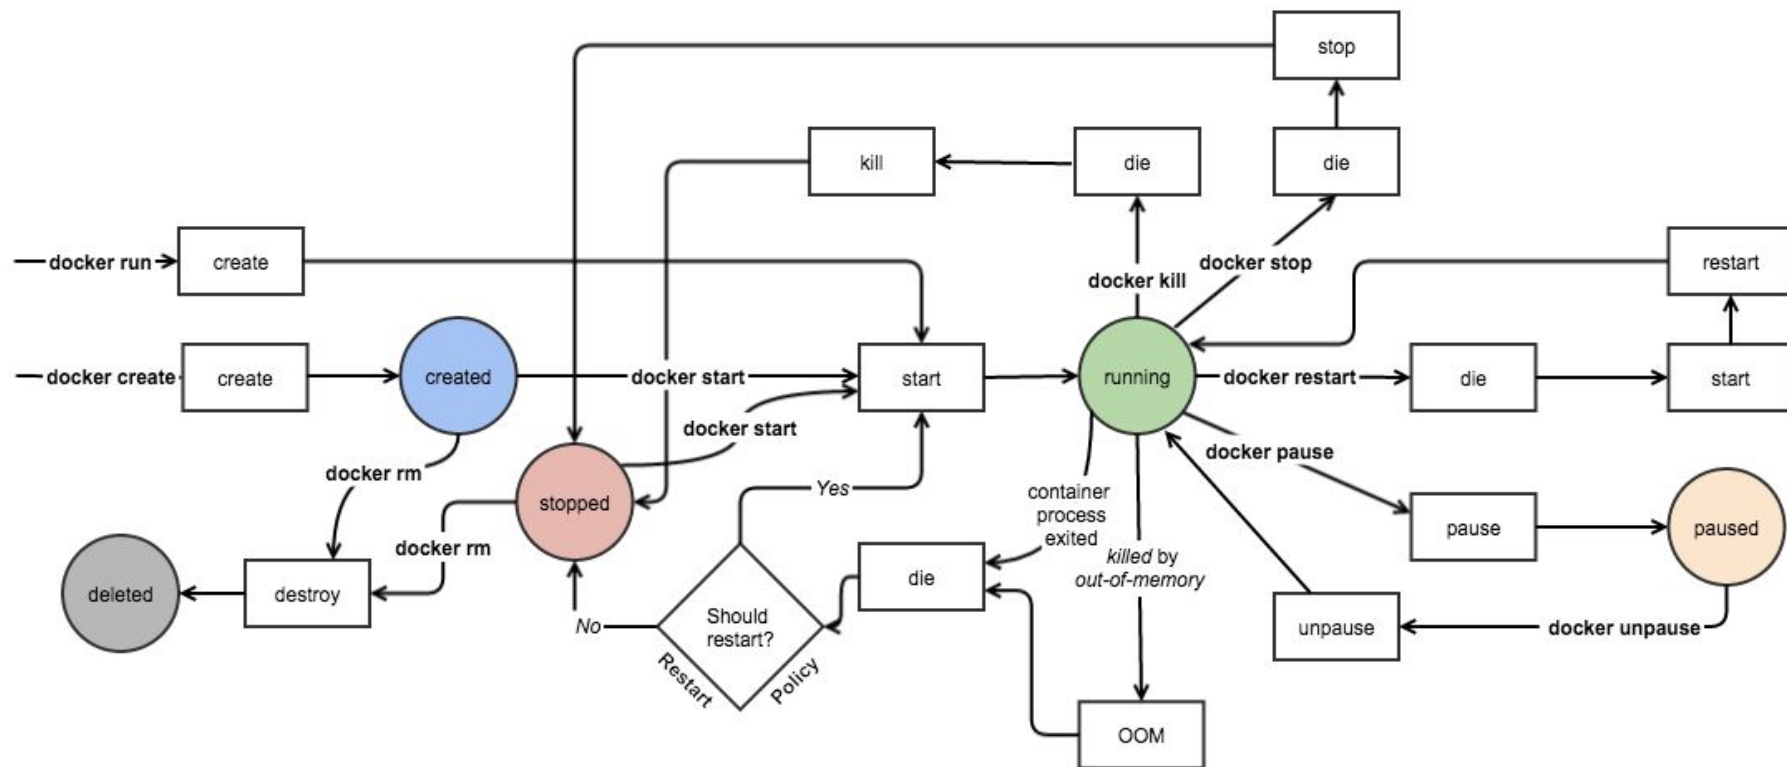 stop
kill
die
die
docker run
create
docker kill
docker stop
restart
docker create
create
created
docker start
start
running
docker restart
die
start
docker start
docker rm
docker pause
stopped
Yes
container
process
exited
pause
paused
docker rm
killed by
out-of-memory
deleted
destroy
die
No
Should
restart?
unpause
docker unpause
Restart
Policy
OOM